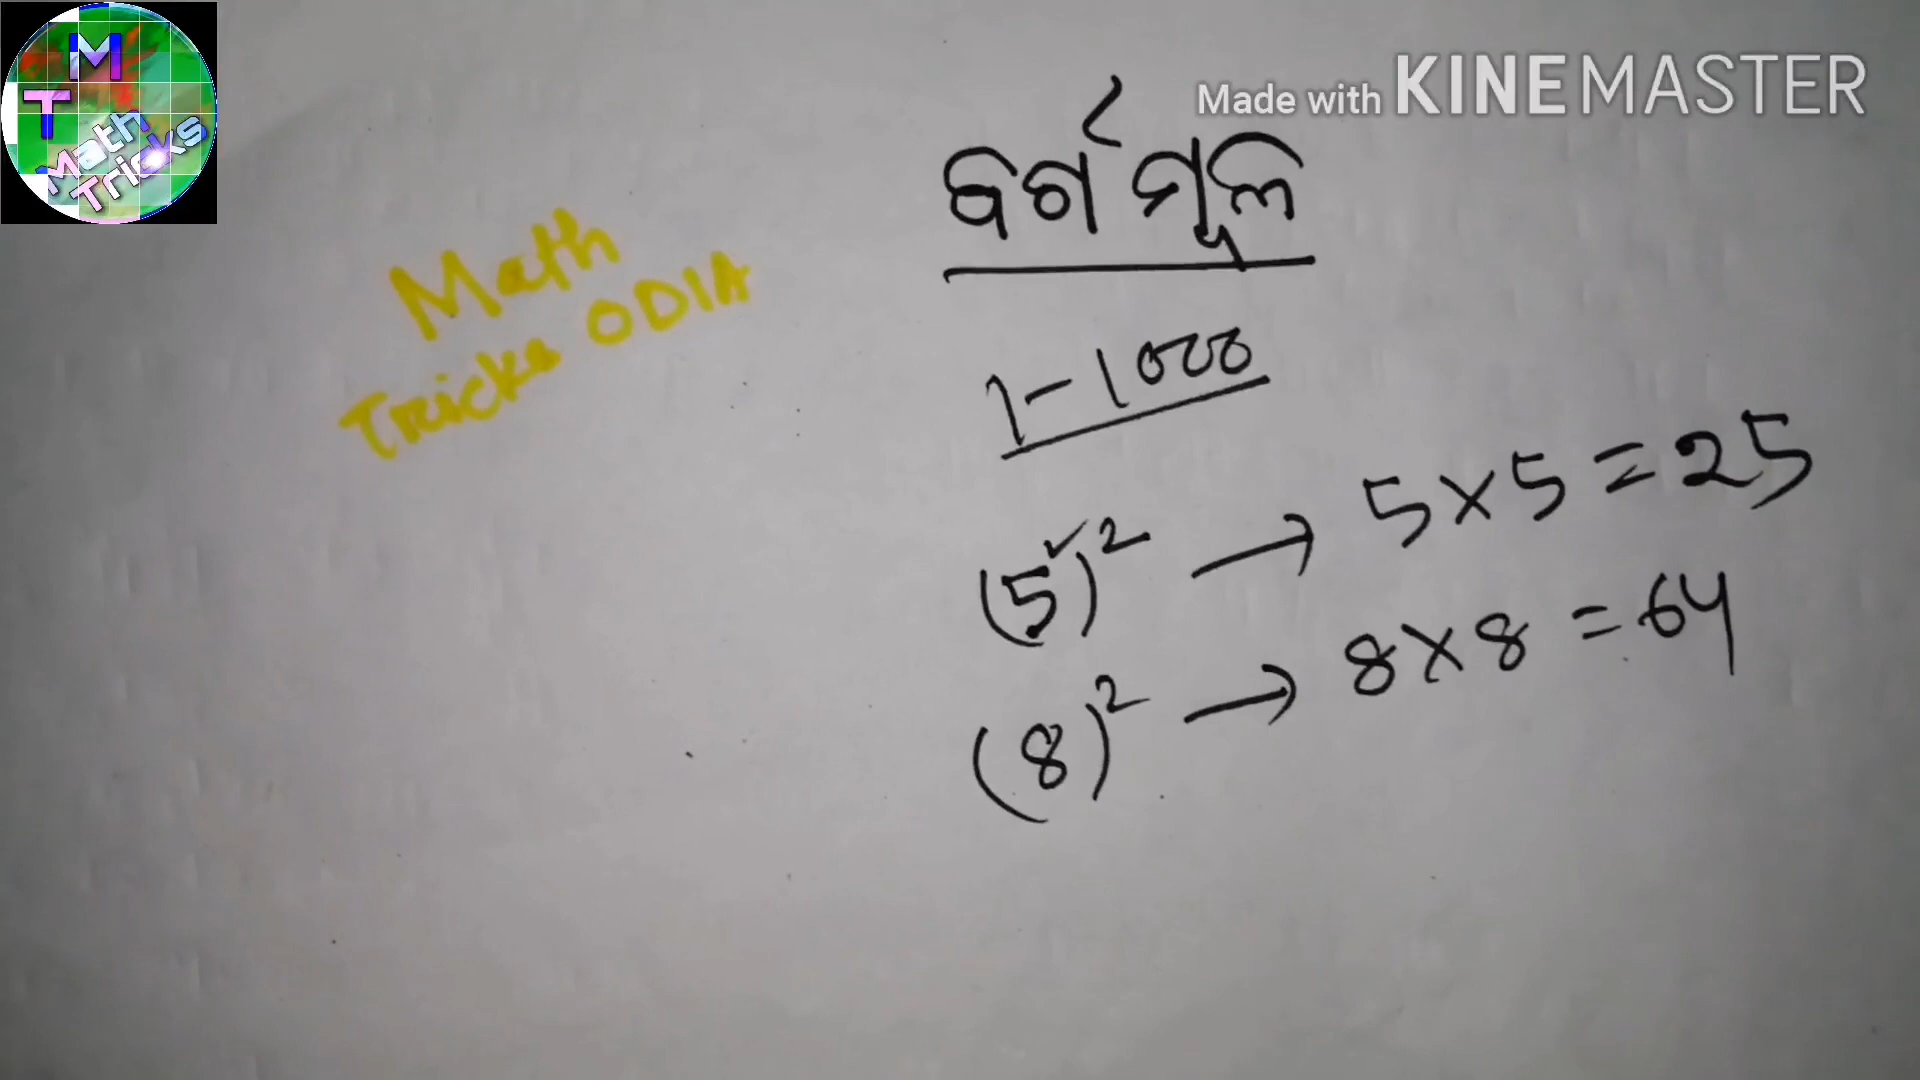 M
T
Math
Tricks
Made with KINEMASTER
ବର୍ଗ ମୂଳ
Math
Tricks ODIA
1-1000
(5)² → 5×5=25
(8)² → 8×8=64